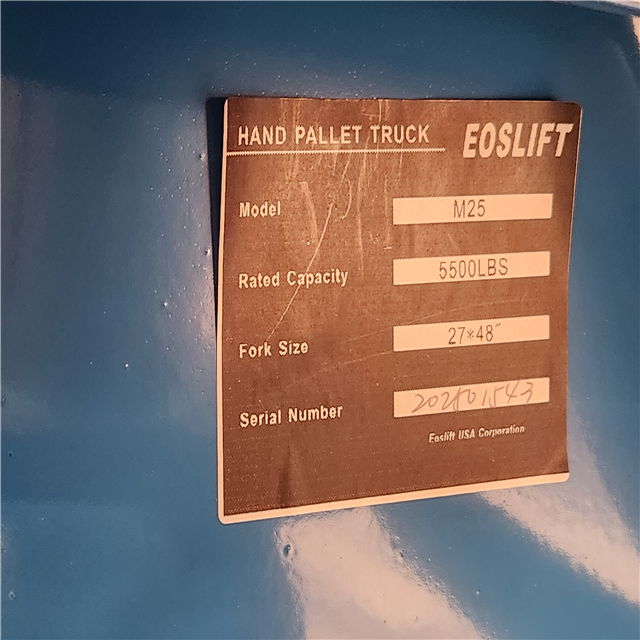 HAND PALLET TRUCK EOSLIFT
Model M25
Rated Capacity 5500LBS
Fork Size 27*48"
Serial Number
Eoslift USA Corporation